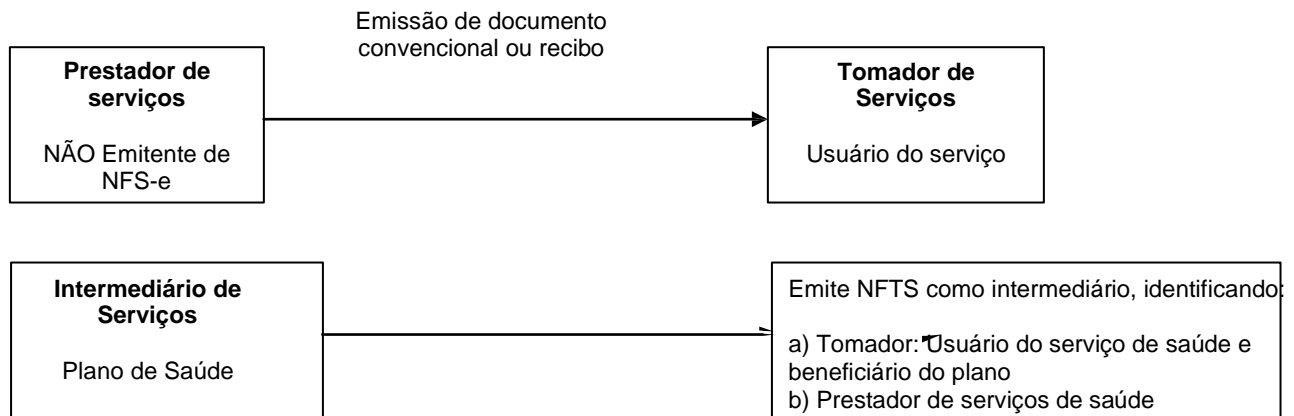 Emissão de documento
convencional ou recibo
Prestador de
serviços
NÃO Emitente de
NFS-e
Tomador de
Serviços
Usuário do serviço
Intermediário de
Serviços
Plano de Saúde
Emite NFTS como intermediário, identificando:
a) Tomador: Usuário do serviço de saúde e
beneficiário do plano
b) Prestador de serviços de saúde